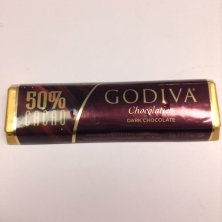 50%
CACAO
GODIVA
Chocolatier
DARK CHOCOLATE